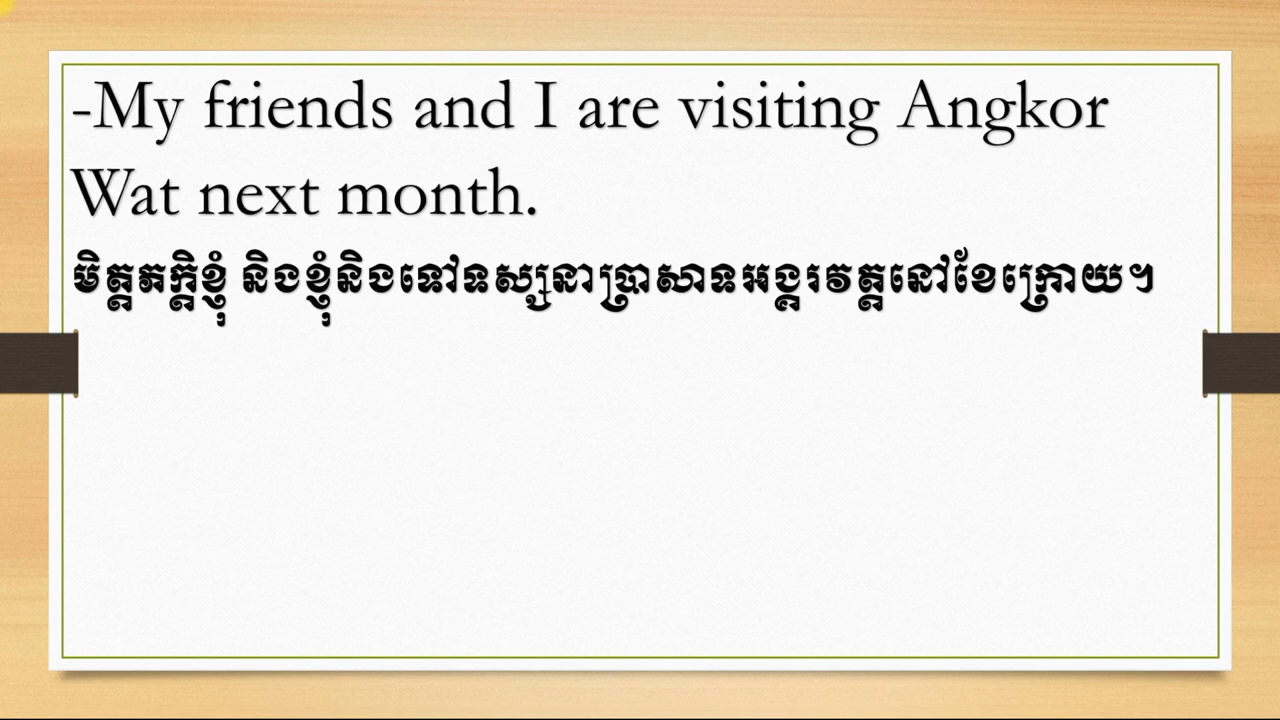 -My friends and I are visiting Angkor
Wat next month.
មិត្តភក្តិខ្ញុំ និងខ្ញុំនិងទៅទស្សនាប្រាសាទអង្គរវត្តនៅខែក្រោយ។